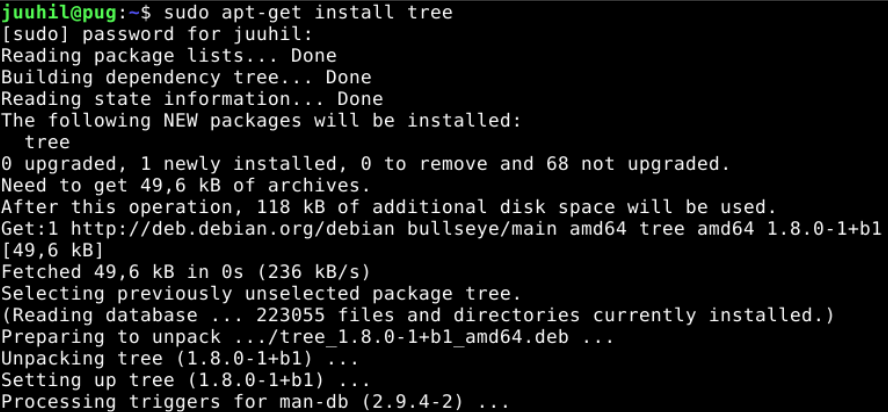 juuhil@pug:~$ sudo apt-get install tree
[sudo] password for juuhil:
Reading package lists... Done
Building dependency tree... Done
Reading state information... Done
The following NEW packages will be installed:
  tree
0 upgraded, 1 newly installed, 0 to remove and 68 not upgraded.
Need to get 49,6 kB of archives.
After this operation, 118 kB of additional disk space will be used.
Get:1 http://deb.debian.org/debian bullseye/main amd64 tree amd64 1.8.0-1+b1
[49,6 kB]
Fetched 49,6 kB in 0s (236 kB/s)
Selecting previously unselected package tree.
(Reading database ... 223055 files and directories currently installed.)
Preparing to unpack .../tree_1.8.0-1+b1_amd64.deb ...
Unpacking tree (1.8.0-1+b1) ...
Setting up tree (1.8.0-1+b1) ...
Processing triggers for man-db (2.9.4-2) ...